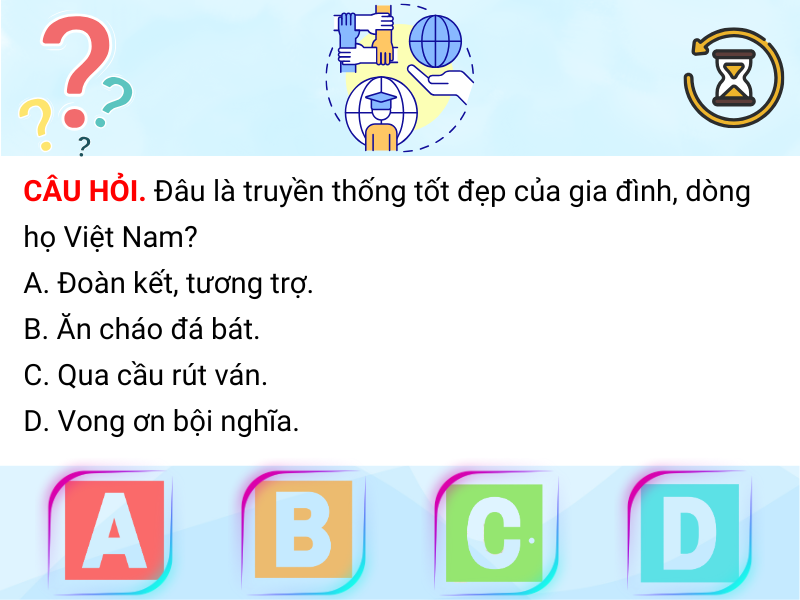 CÂU HỎI. Đâu là truyền thống tốt đẹp của gia đình, dòng
họ Việt Nam?
A. Đoàn kết, tương trợ.
B. Ăn cháo đá bát.
C. Qua cầu rút ván.
D. Vong ơn bội nghĩa.
A B C D